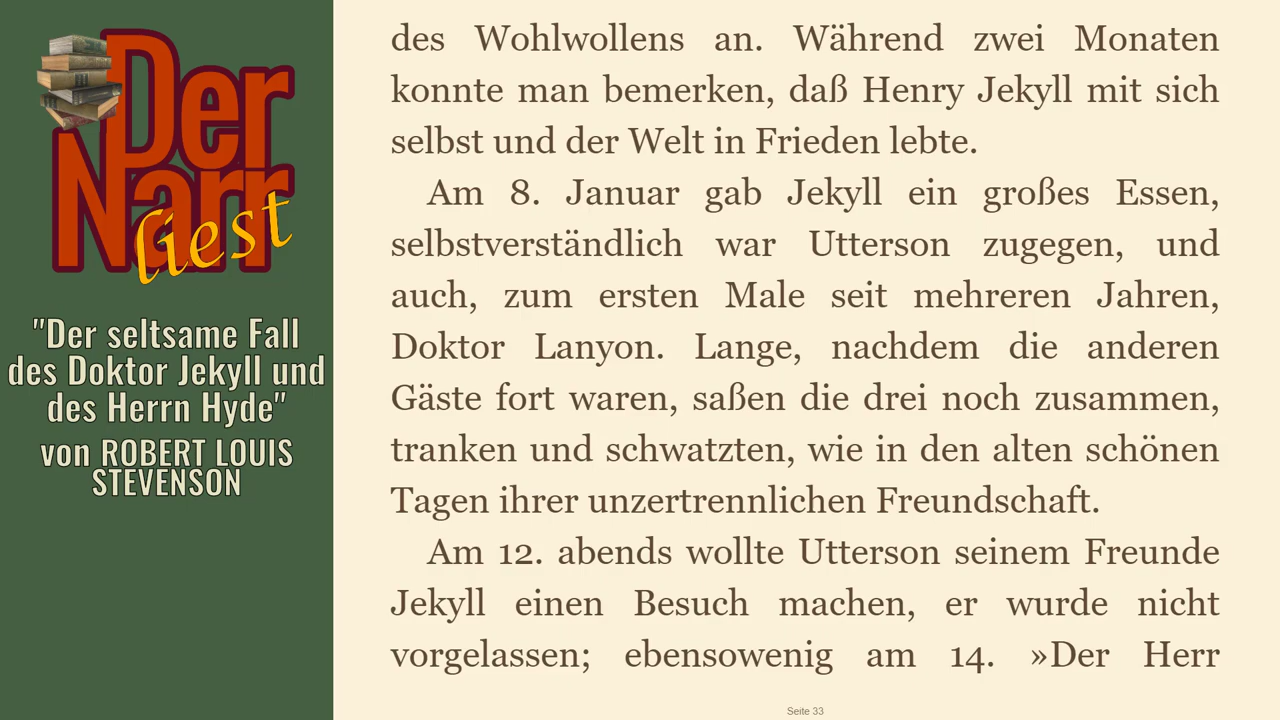 Der
Narr
liest
"Der seltsame Fall
des Doktor Jekyll und
des Herrn Hyde"
von ROBERT LOUIS
STEVENSON
des Wohlwollens an. Während zwei Monaten
konnte man bemerken, daß Henry Jekyll mit sich
selbst und der Welt in Frieden lebte.
Am 8. Januar gab Jekyll ein großes Essen,
selbstverständlich war Utterson zugegen, und
auch, zum ersten Male seit mehreren Jahren,
Doktor Lanyon. Lange, nachdem die anderen
Gäste fort waren, saßen die drei noch zusammen,
tranken und schwatzten, wie in den alten schönen
Tagen ihrer unzertrennlichen Freundschaft.
Am 12. abends wollte Utterson seinem Freunde
Jekyll einen Besuch machen, er wurde nicht
vorgelassen; ebensowenig am 14. »Der Herr
Seite 33